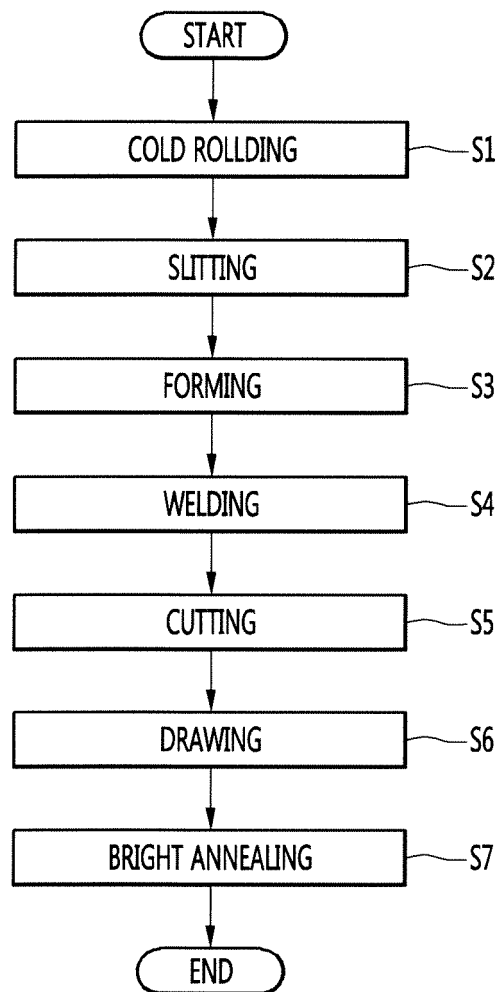 START
COLD ROLLDING S1
SLITTING S2
FORMING S3
WELDING S4
CUTTING S5
DRAWING S6
BRIGHT ANNEALING S7
END